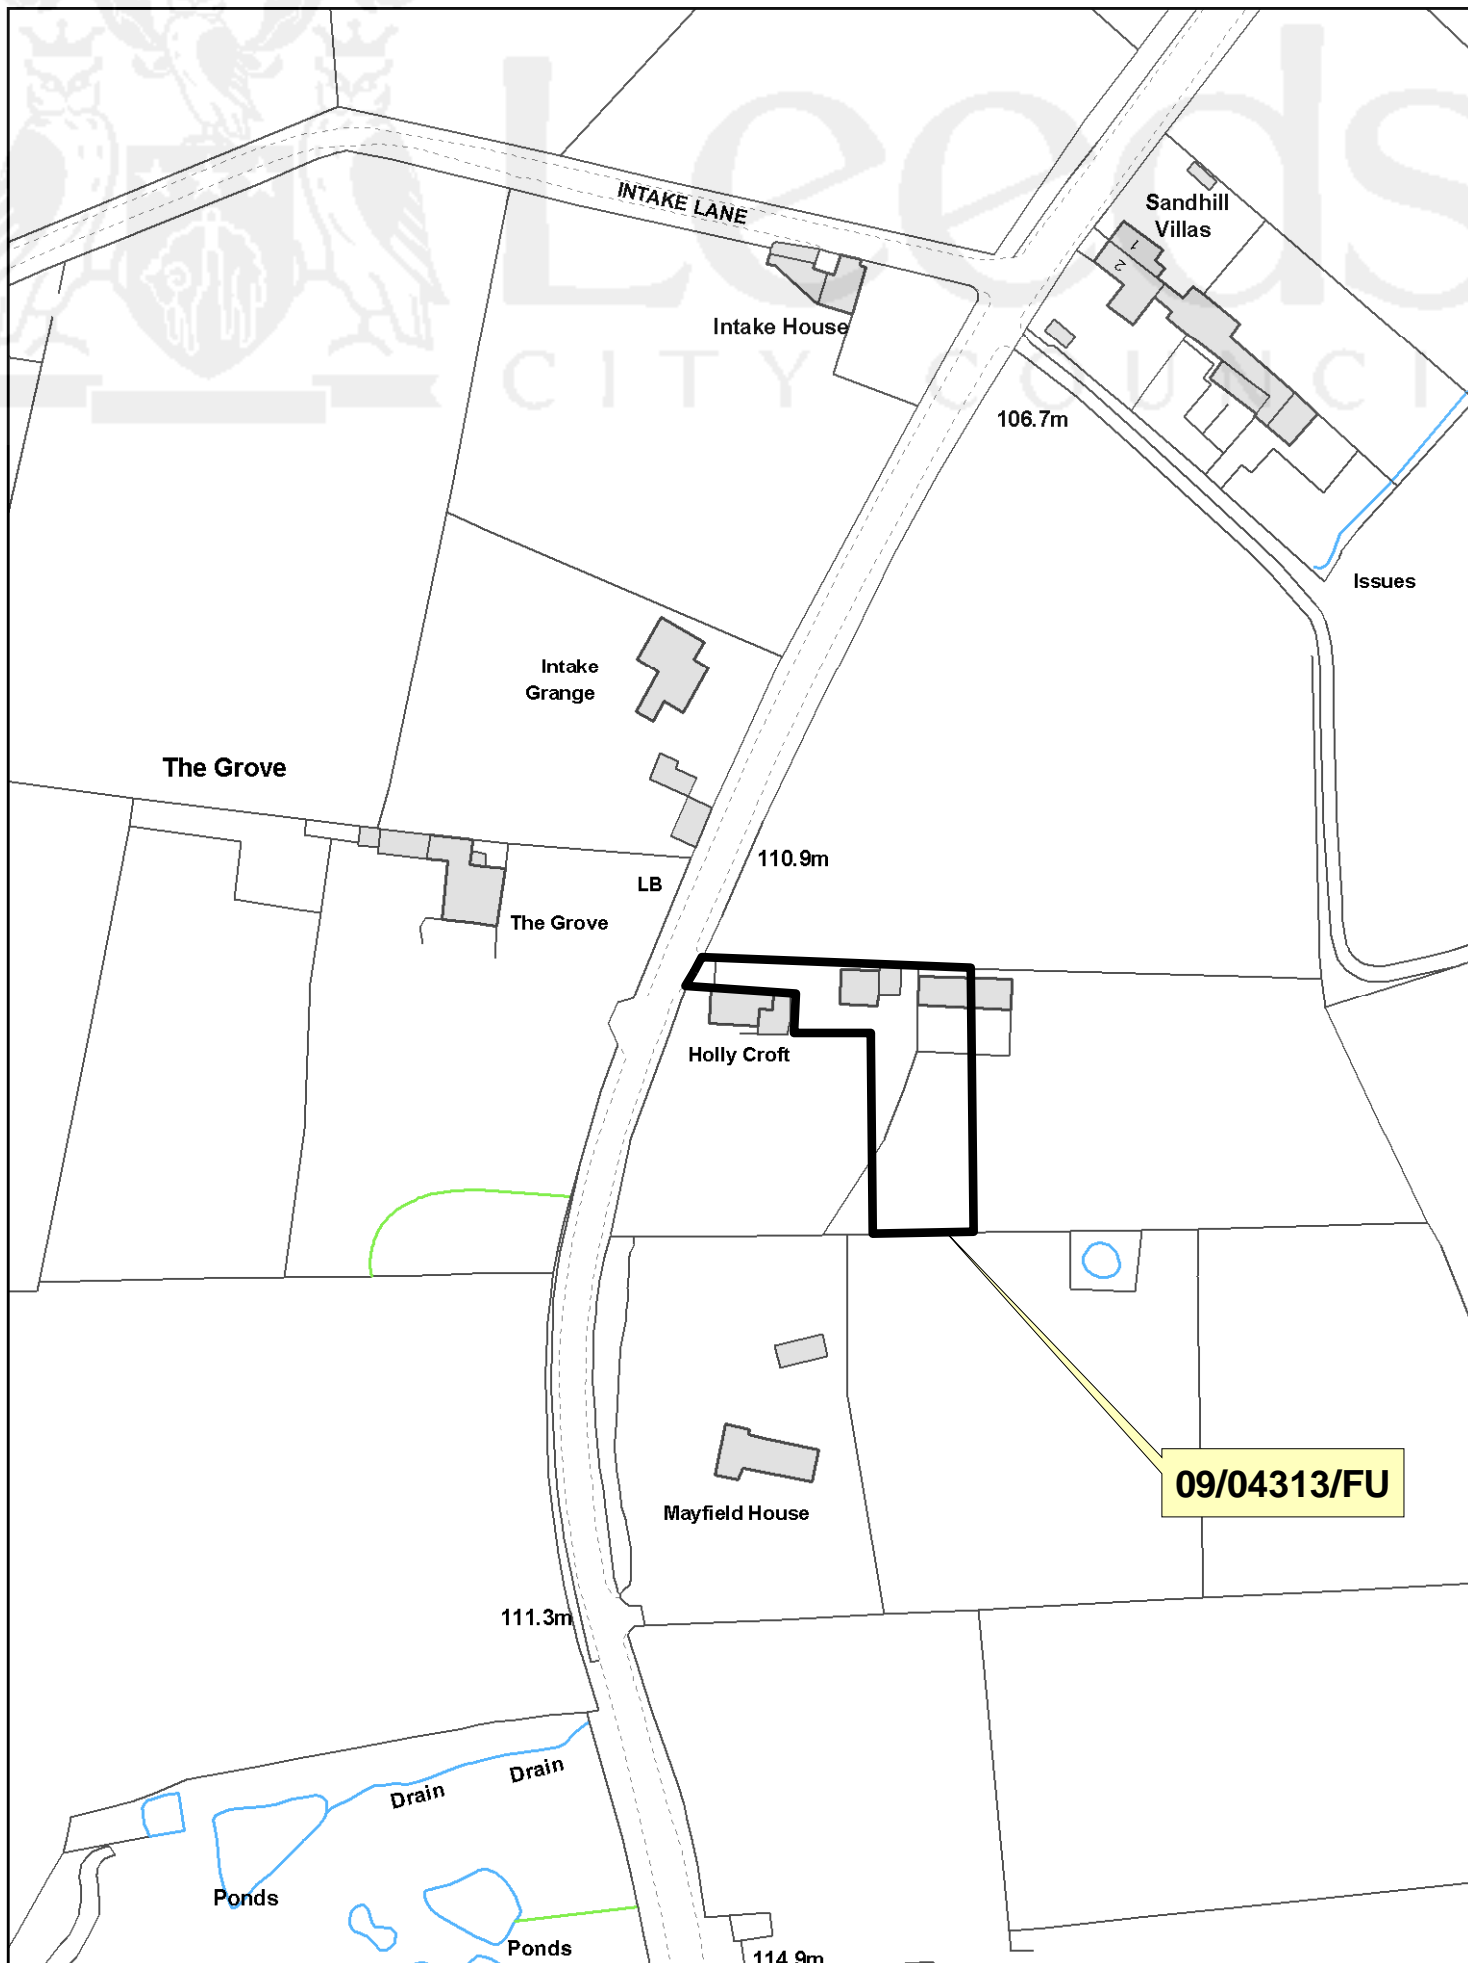 Leeds
CITY COUNCI
INTAKE LANE
Sandhill
Villas
1
2
Intake House
106.7m
Issues
Intake
Grange
The Grove
110.9m
LB
The Grove
Holly Croft
09/04313/FU
Mayfield House
111.3m
Drain
Drain
Ponds
Ponds
114.9m